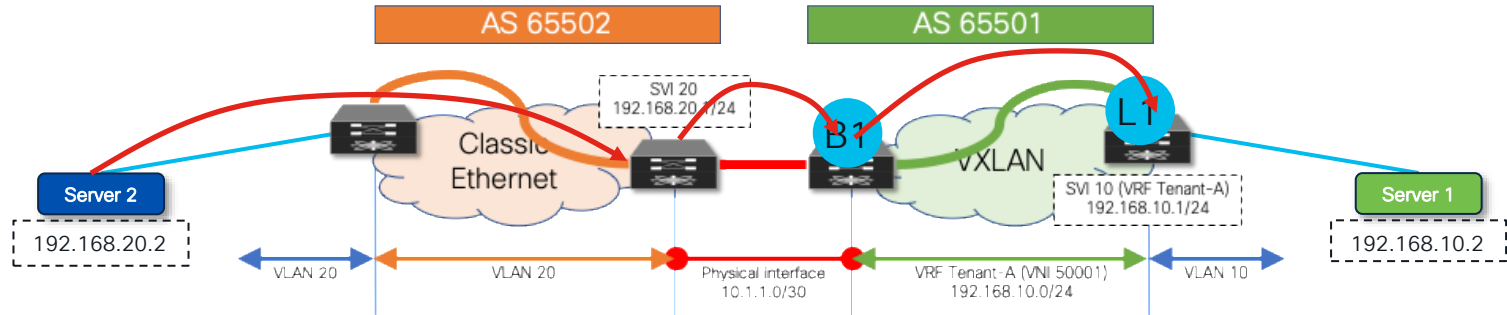 AS 65502
AS 65501
SVI 20
192.168.20.1/24
B1
L1
Classic
Ethernet
VXLAN
SVI 10 (VRF Tenant-A)
192.168.10.1/24
Server 2
192.168.20.2
Server 1
192.168.10.2
VLAN 20
VLAN 20
Physical interface
10.1.1.0/30
VRF Tenant-A (VNI 50001)
192.168.10.0/24
VLAN 10